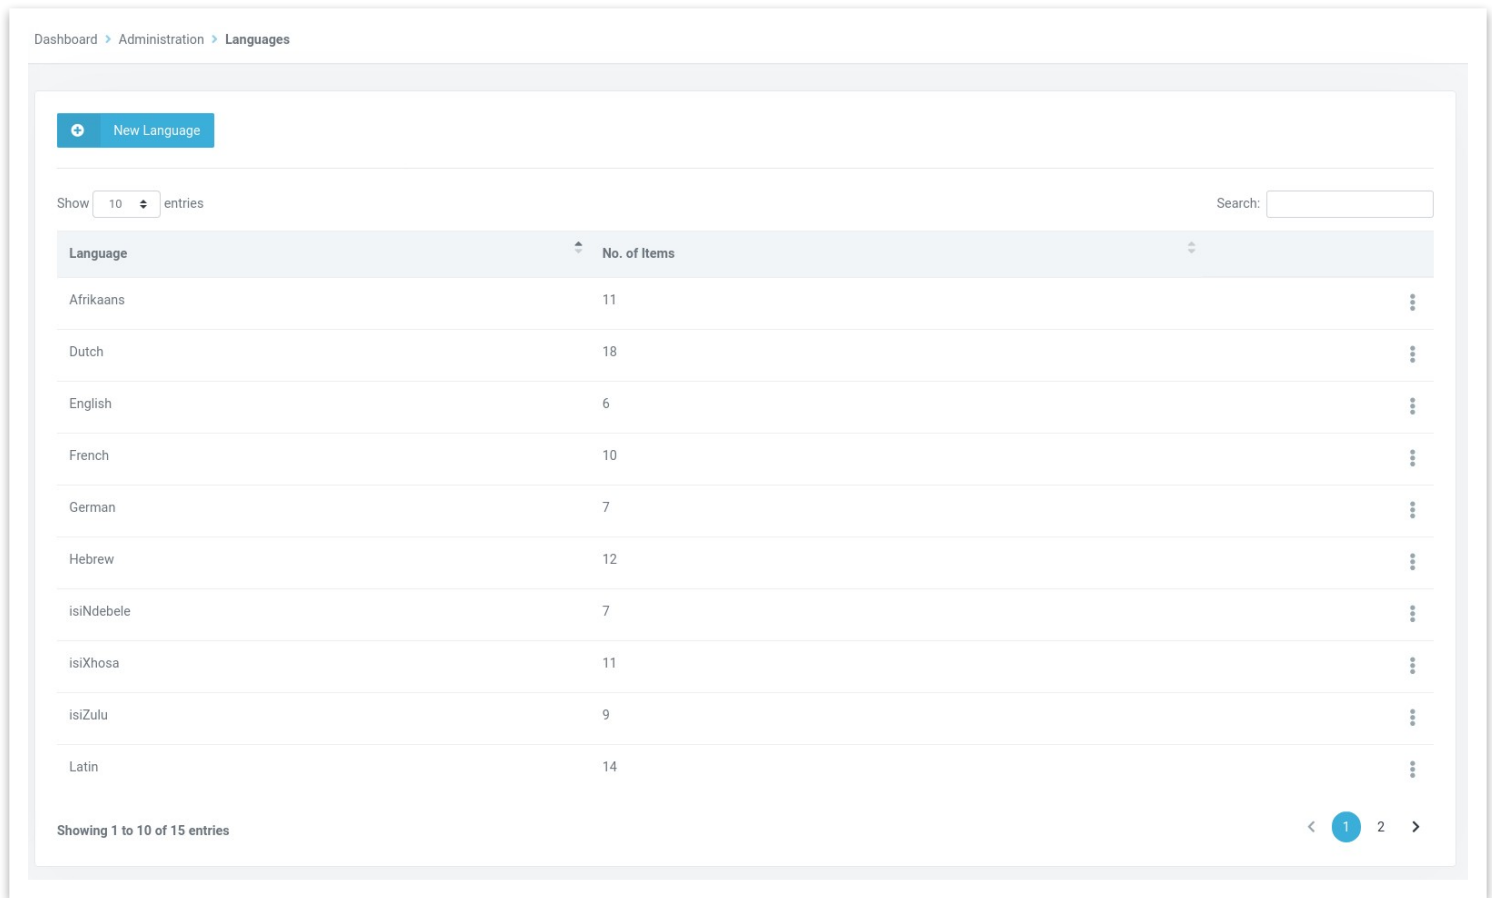 Dashboard > Administration > Languages
New Language
Show 10 entries Search:
Language No. of Items
Afrikaans 11
Dutch 18
English 6
French 10
German 7
Hebrew 12
isiNdebele 7
isiXhosa 11
isiZulu 9
Latin 14
Showing 1 to 10 of 15 entries 1 2